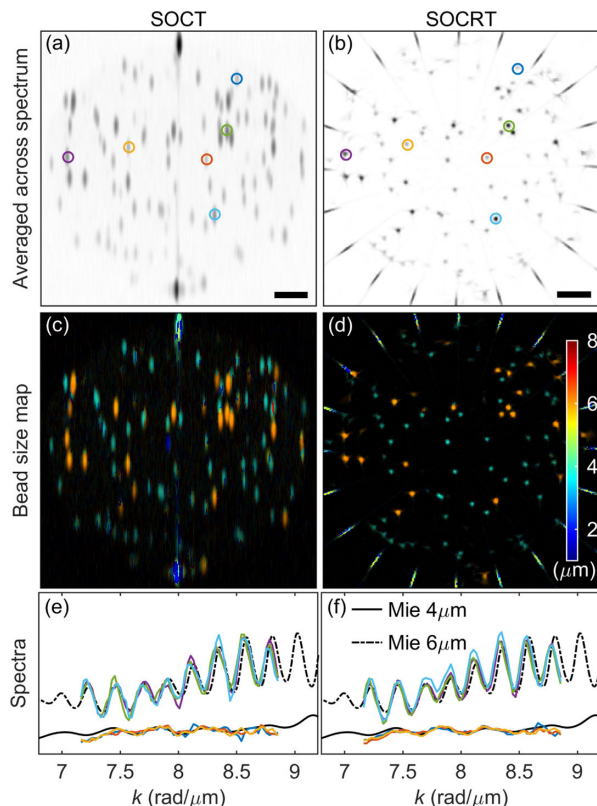 SOCT
SOCRT
Averaged across spectrum
(a)
(b)
Bead size map
(c)
(d)
8
6
4
2
(μm)
Spectra
(e)
(f)
Mie 4μm
Mie 6μm
7 7.5 8 8.5 9
7 7.5 8 8.5 9
k (rad/μm)
k (rad/μm)